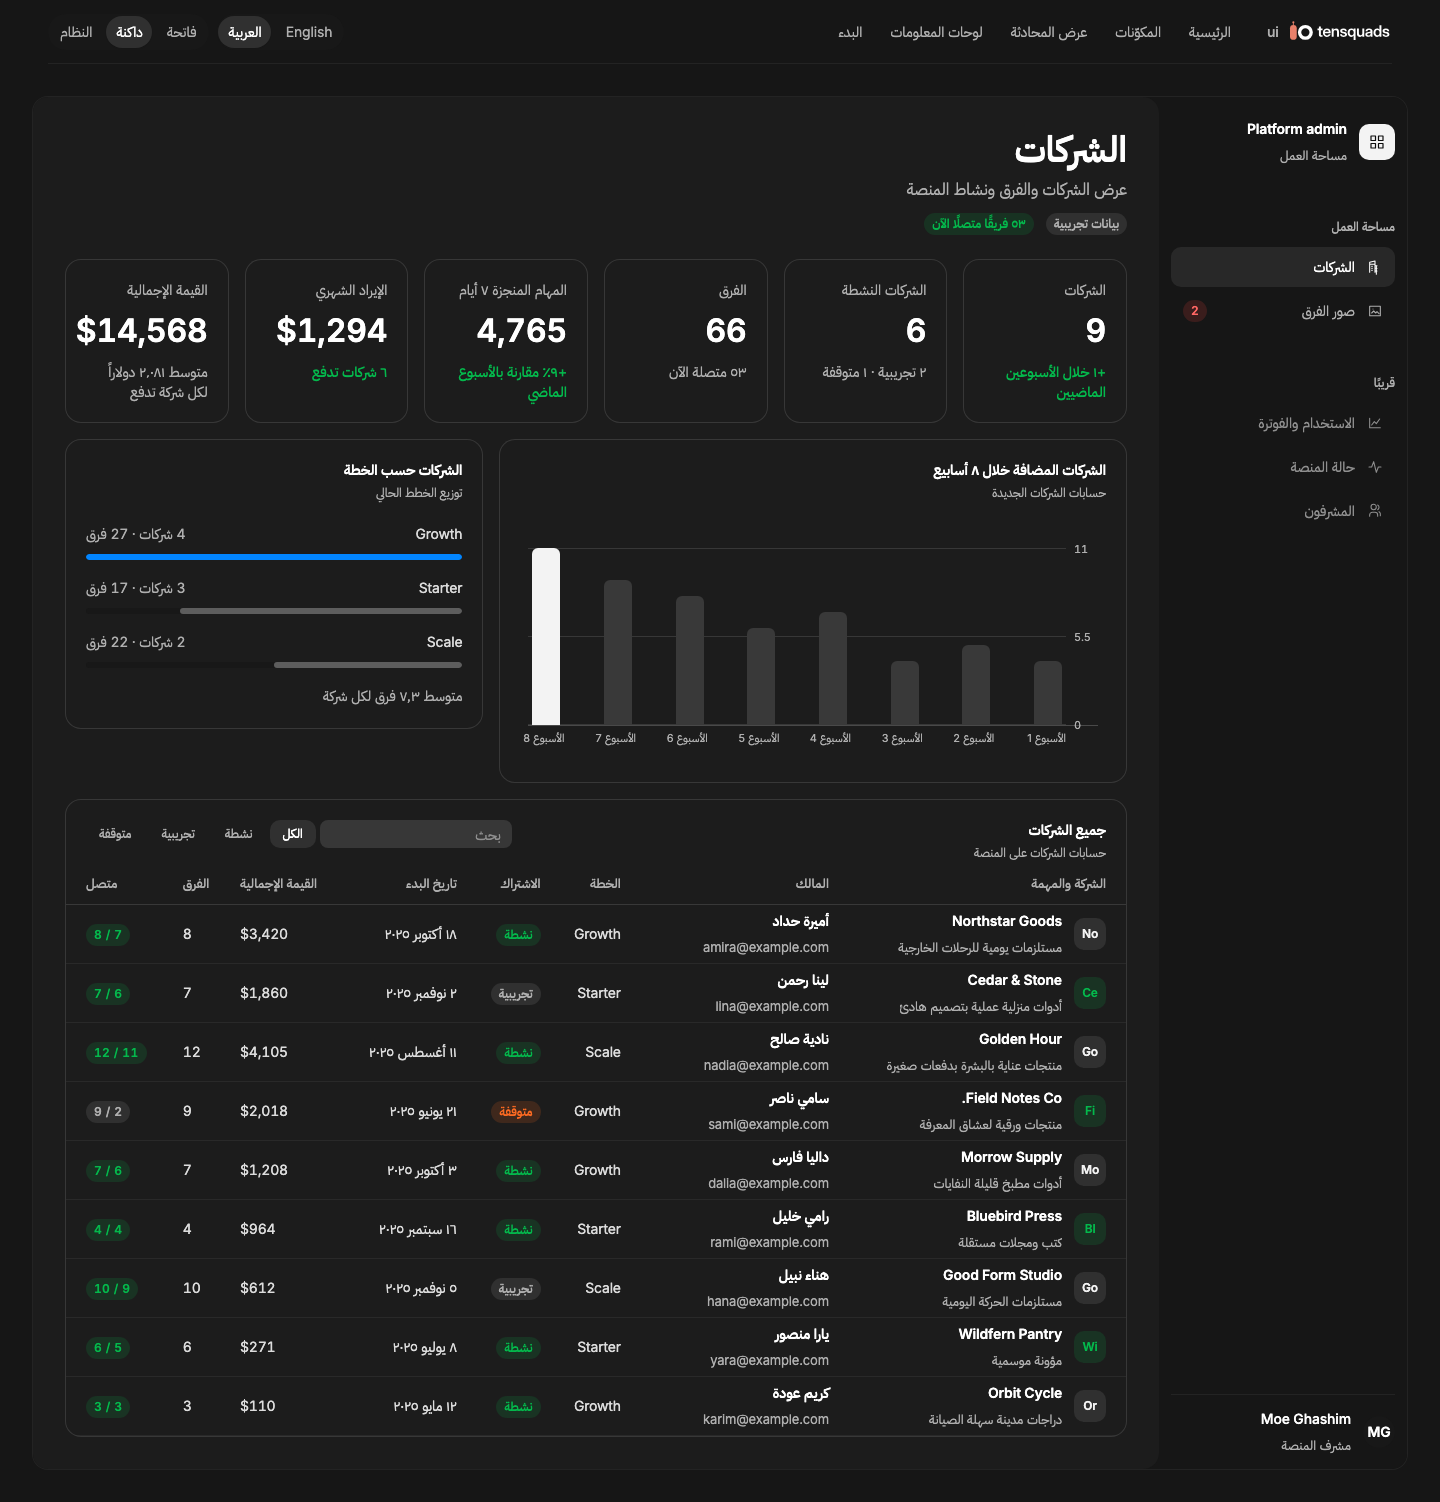 tensquads ui
الرئيسية
المكوّنات
عرض المحادثة
لوحات المعلومات
البدء
English
العربية
فاتحة
داكنة
النظام
Platform admin
مساحة العمل
مساحة العمل
الشركات
صور الفرق 2
قريبًا
الاستخدام والفوترة
حالة المنصة
المشرفون
الشركات
عرض الشركات والفرق ونشاط المنصة
بيانات تجريبية
٥٣ فريقًا متصلًا الآن
الشركات
9
+١ خلال الأسبوعين
الماضيين
الشركات النشطة
6
٢ تجريبية · ١ متوقفة
الفرق
66
٥٣ متصلة الآن
المهام المنجزة ٧ أيام
4,765
+٩٪ مقارنة بالأسبوع
الماضي
الإيراد الشهري
$1,294
٦ شركات تدفع
القيمة الإجمالية
$14,568
متوسط ٢٬٠٨١ دولاراً
لكل شركة تدفع
الشركات المضافة خلال ٨ أسابيع
حسابات الشركات الجديدة
11
5.5
0
الأسبوع 1
الأسبوع 2
الأسبوع 3
الأسبوع 4
الأسبوع 5
الأسبوع 6
الأسبوع 7
الأسبوع 8
الشركات حسب الخطة
توزيع الخطط الحالي
Growth
4 شركات · 27 فرق
Starter
3 شركات · 17 فرق
Scale
2 شركات · 22 فرق
متوسط ٧٫٣ فرق لكل شركة
جميع الشركات
حسابات الشركات على المنصة
بحث
الكل
نشطة
تجريبية
متوقفة
الشركة والمهمة
المالك
الخطة
الاشتراك
تاريخ البدء
القيمة الإجمالية
الفرق
متصل
No
Northstar Goods
مستلزمات يومية للرحلات الخارجية
أميرة حداد
amira@example.com
Growth
نشطة
١٨ أكتوبر ٢٠٢٥
$3,420
8
8 / 7
Ce
Cedar & Stone
أدوات منزلية عملية بتصميم هادئ
لينا رحمن
lina@example.com
Starter
تجريبية
٢ نوفمبر ٢٠٢٥
$1,860
7
7 / 6
Go
Golden Hour
منتجات عناية بالبشرة بدفعات صغيرة
نادية صالح
nadia@example.com
Scale
نشطة
١١ أغسطس ٢٠٢٥
$4,105
12
12 / 11
Fi
.Field Notes Co
منتجات ورقية لعشاق المعرفة
سامي ناصر
sami@example.com
Growth
متوقفة
٢١ يونيو ٢٠٢٥
$2,018
9
9 / 2
Mo
Morrow Supply
أدوات مطبخ قليلة النفايات
داليا فارس
dalia@example.com
Growth
نشطة
٣ أكتوبر ٢٠٢٥
$1,208
7
7 / 6
Bl
Bluebird Press
كتب ومجلات مستقلة
رامي خليل
rami@example.com
Starter
نشطة
١٦ سبتمبر ٢٠٢٥
$964
4
4 / 4
Go
Good Form Studio
مستلزمات الحركة اليومية
هناء نبيل
hana@example.com
Scale
تجريبية
٥ نوفمبر ٢٠٢٥
$612
10
10 / 9
Wi
Wildfern Pantry
مؤونة موسمية
يارا منصور
yara@example.com
Starter
نشطة
٨ يوليو ٢٠٢٥
$271
6
6 / 5
Or
Orbit Cycle
دراجات مدينة سهلة الصيانة
كريم عودة
karim@example.com
Growth
نشطة
١٢ مايو ٢٠٢٥
$110
3
3 / 3
MG
Moe Ghashim
مشرف المنصة